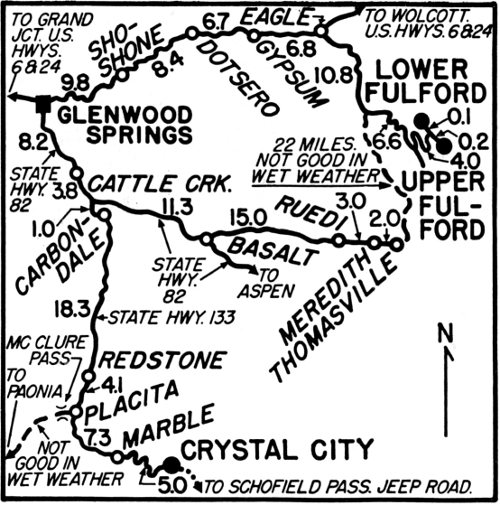 TO GRAND
JCT. U.S.
HWYS.
6 & 24
SHO-
SHONE
9.8
8.4
6.7
DOTSERO
EAGLE
GYPSUM
6.8
TO WOLCOTT.
U.S. HWYS. 6 & 24
10.8
LOWER
FULFORD
0.1
0.2
6.6
4.0
UPPER
FUL-
FORD
22 MILES.
NOT GOOD IN
WET WEATHER
GLENWOOD
SPRINGS
8.2
STATE
HWY.
82
3.8
CATTLE CRK.
1.0
CARBON-
DALE
11.3
STATE
HWY.
82
BASALT
TO
ASPEN
15.0
RUEDI
3.0
2.0
MEREDITH
THOMASVILLE
18.3
STATE HWY. 133
MC CLURE
PASS
REDSTONE
TO
PAONIA
4.1
PLACITA
NOT
GOOD IN
WET WEATHER
7.3
MARBLE
CRYSTAL CITY
5.0
TO SCHOFIELD PASS. JEEP ROAD.
N